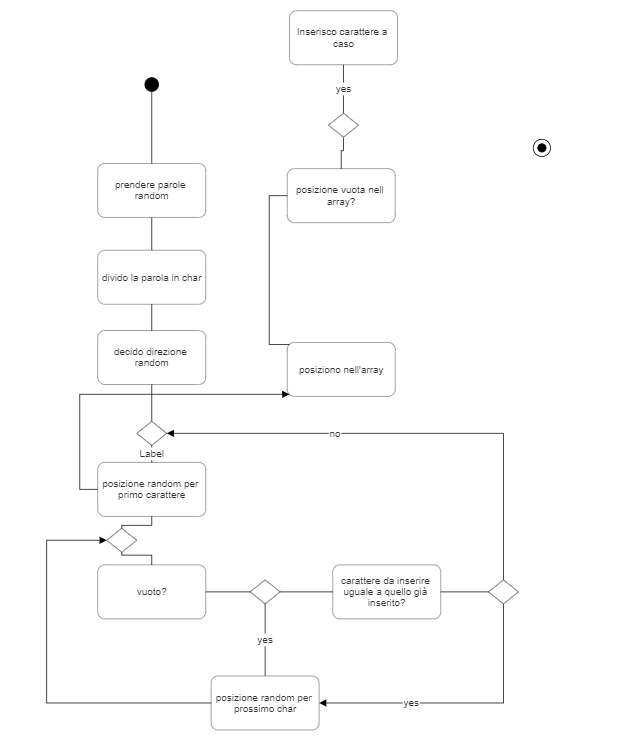 Inserisco carattere a
caso
yes
prendere parole
random
posizione vuota nell
array?
divido la parola in char
decido direzione
random
posiziono nell'array
no
Label
posizione random per
primo carattere
vuoto?
carattere da inserire
uguale a quello già
inserito?
yes
posizione random per
prossimo char
yes